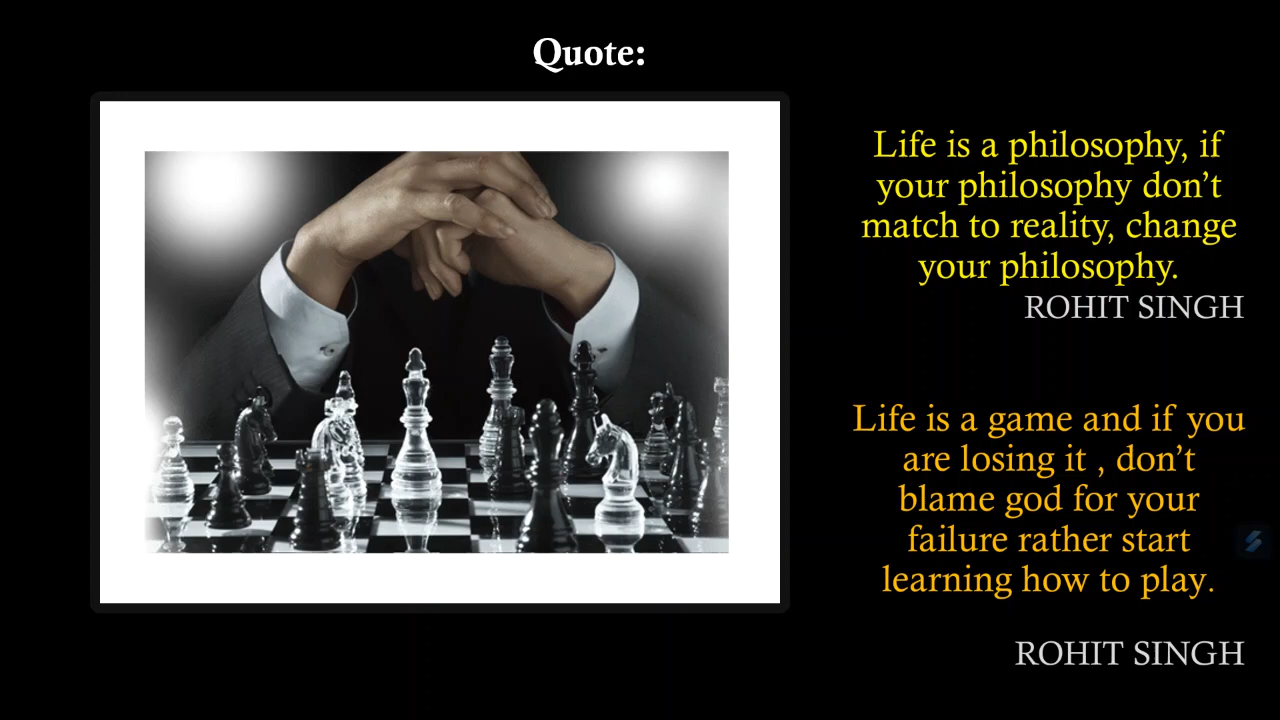 Quote:
Life is a philosophy, if
your philosophy don’t
match to reality, change
your philosophy.
ROHIT SINGH
Life is a game and if you
are losing it , don’t
blame god for your
failure rather start
learning how to play.
ROHIT SINGH